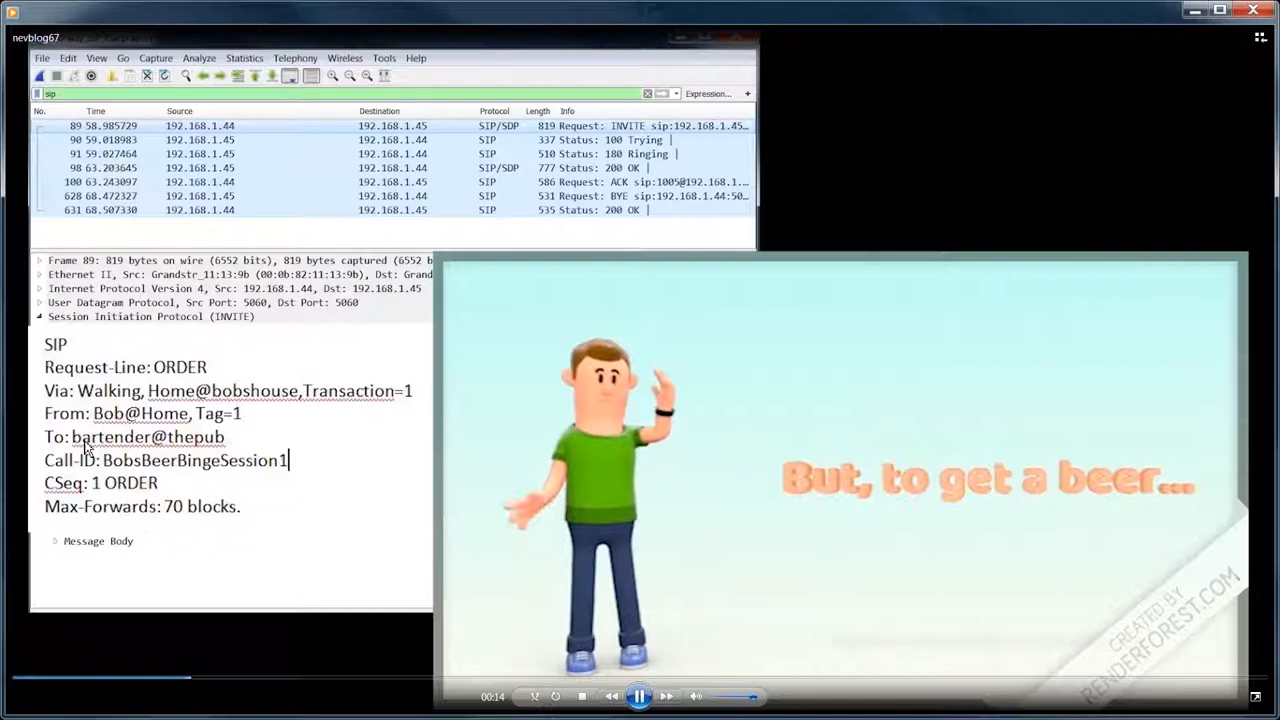 nevblog67
File Edit View Go Capture Analyze Statistics Telephony Wireless Tools Help
sip Expression... +
No. Time Source Destination Protocol Length Info
89 58.985729 192.168.1.44 192.168.1.45 SIP/SDP 819 Request: INVITE sip:192.168.1.45...
90 59.018983 192.168.1.45 192.168.1.44 SIP 337 Status: 100 Trying |
91 59.027464 192.168.1.45 192.168.1.44 SIP 510 Status: 180 Ringing |
98 63.203645 192.168.1.45 192.168.1.44 SIP/SDP 777 Status: 200 OK |
100 63.243097 192.168.1.44 192.168.1.45 SIP 586 Request: ACK sip:1005@192.168.1....
628 68.472327 192.168.1.45 192.168.1.44 SIP 531 Request: BYE sip:192.168.1.44:50...
631 68.507330 192.168.1.44 192.168.1.45 SIP 535 Status: 200 OK |
Frame 89: 819 bytes on wire (6552 bits), 819 bytes captured (6552 bits)
Ethernet II, Src: Grandstr_11:13:9b (00:0b:82:11:13:9b), Dst: Grand
Internet Protocol Version 4, Src: 192.168.1.44, Dst: 192.168.1.45
User Datagram Protocol, Src Port: 5060, Dst Port: 5060
Session Initiation Protocol (INVITE)
SIP
Request-Line: ORDER
Via: Walking, Home@bobshouse,Transaction=1
From: Bob@Home, Tag=1
To: bartender@thepub
Call-ID: BobsBeerBingeSession1
CSeq: 1 ORDER
Max-Forwards: 70 blocks.
Message Body
But, to get a beer...
CREATED BY
RENDERFOREST.COM
00:14